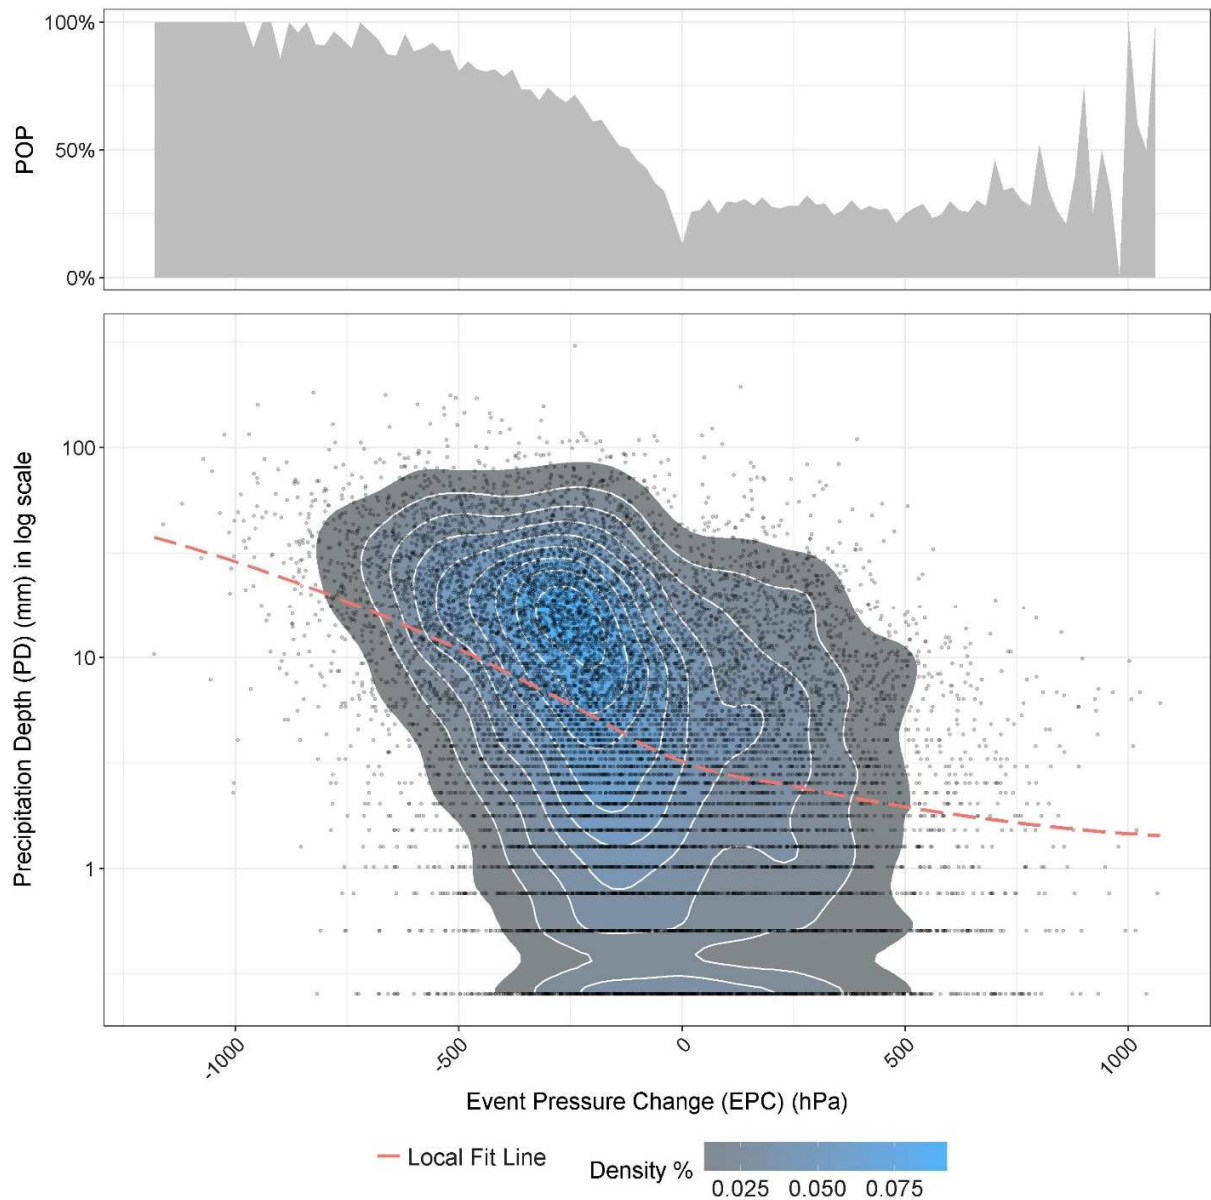 100%
50%
0%
POP
100
10
1
Precipitation Depth (PD) (mm) in log scale
-1000
-500
0
500
1000
Event Pressure Change (EPC) (hPa)
Local Fit Line
Density %
0.025 0.050 0.075